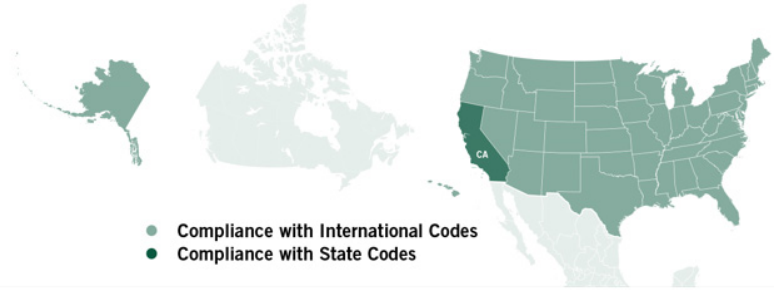 CA
Compliance with International Codes
Compliance with State Codes